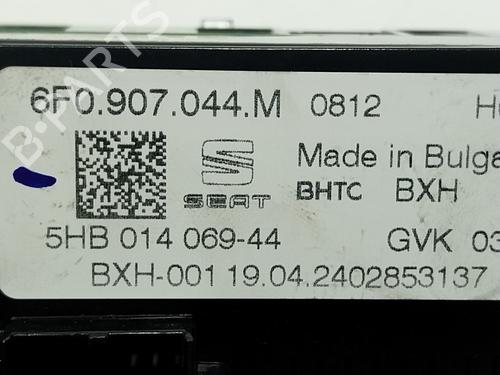 B-PARTS
6F0.907.044.M 0812
SEAT
Made in Bulga
BHTC BXH
5HB 014 069-44 GVK 03
BXH-001 19.04.2402853137